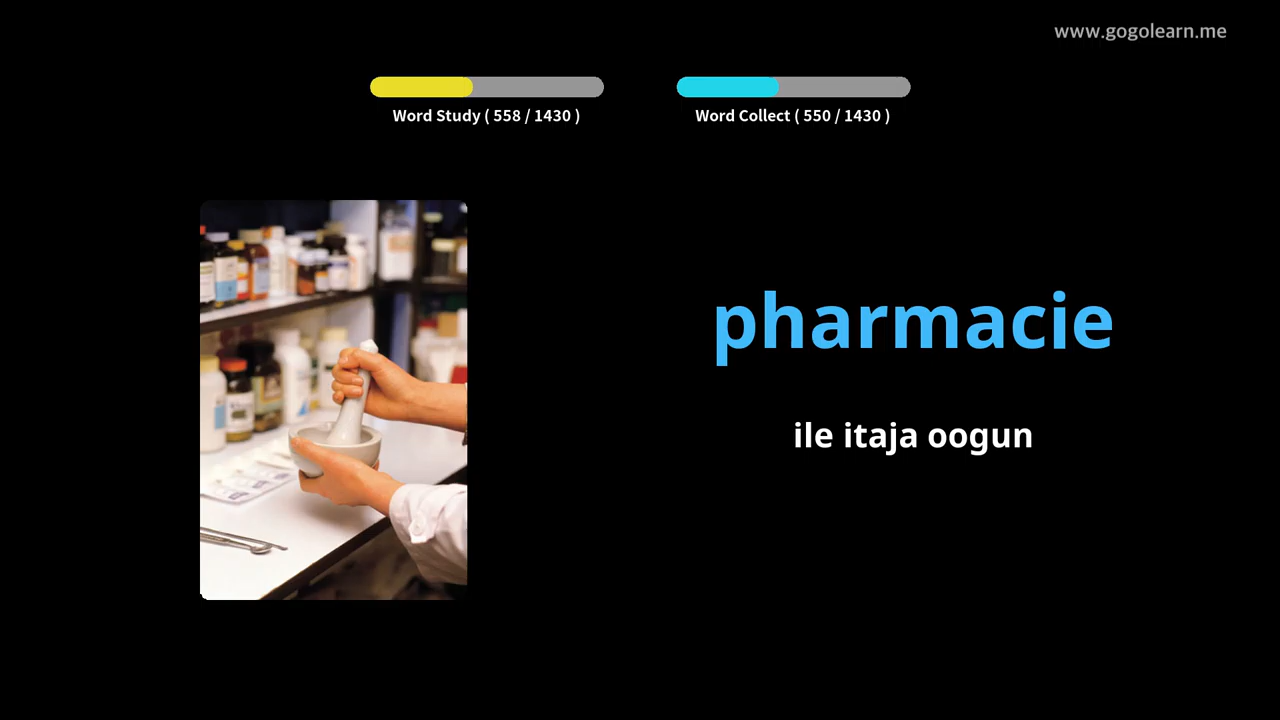 www.gogolearn.me
Word Study ( 558 / 1430 )
Word Collect ( 550 / 1430 )
pharmacie
ile itaja oogun